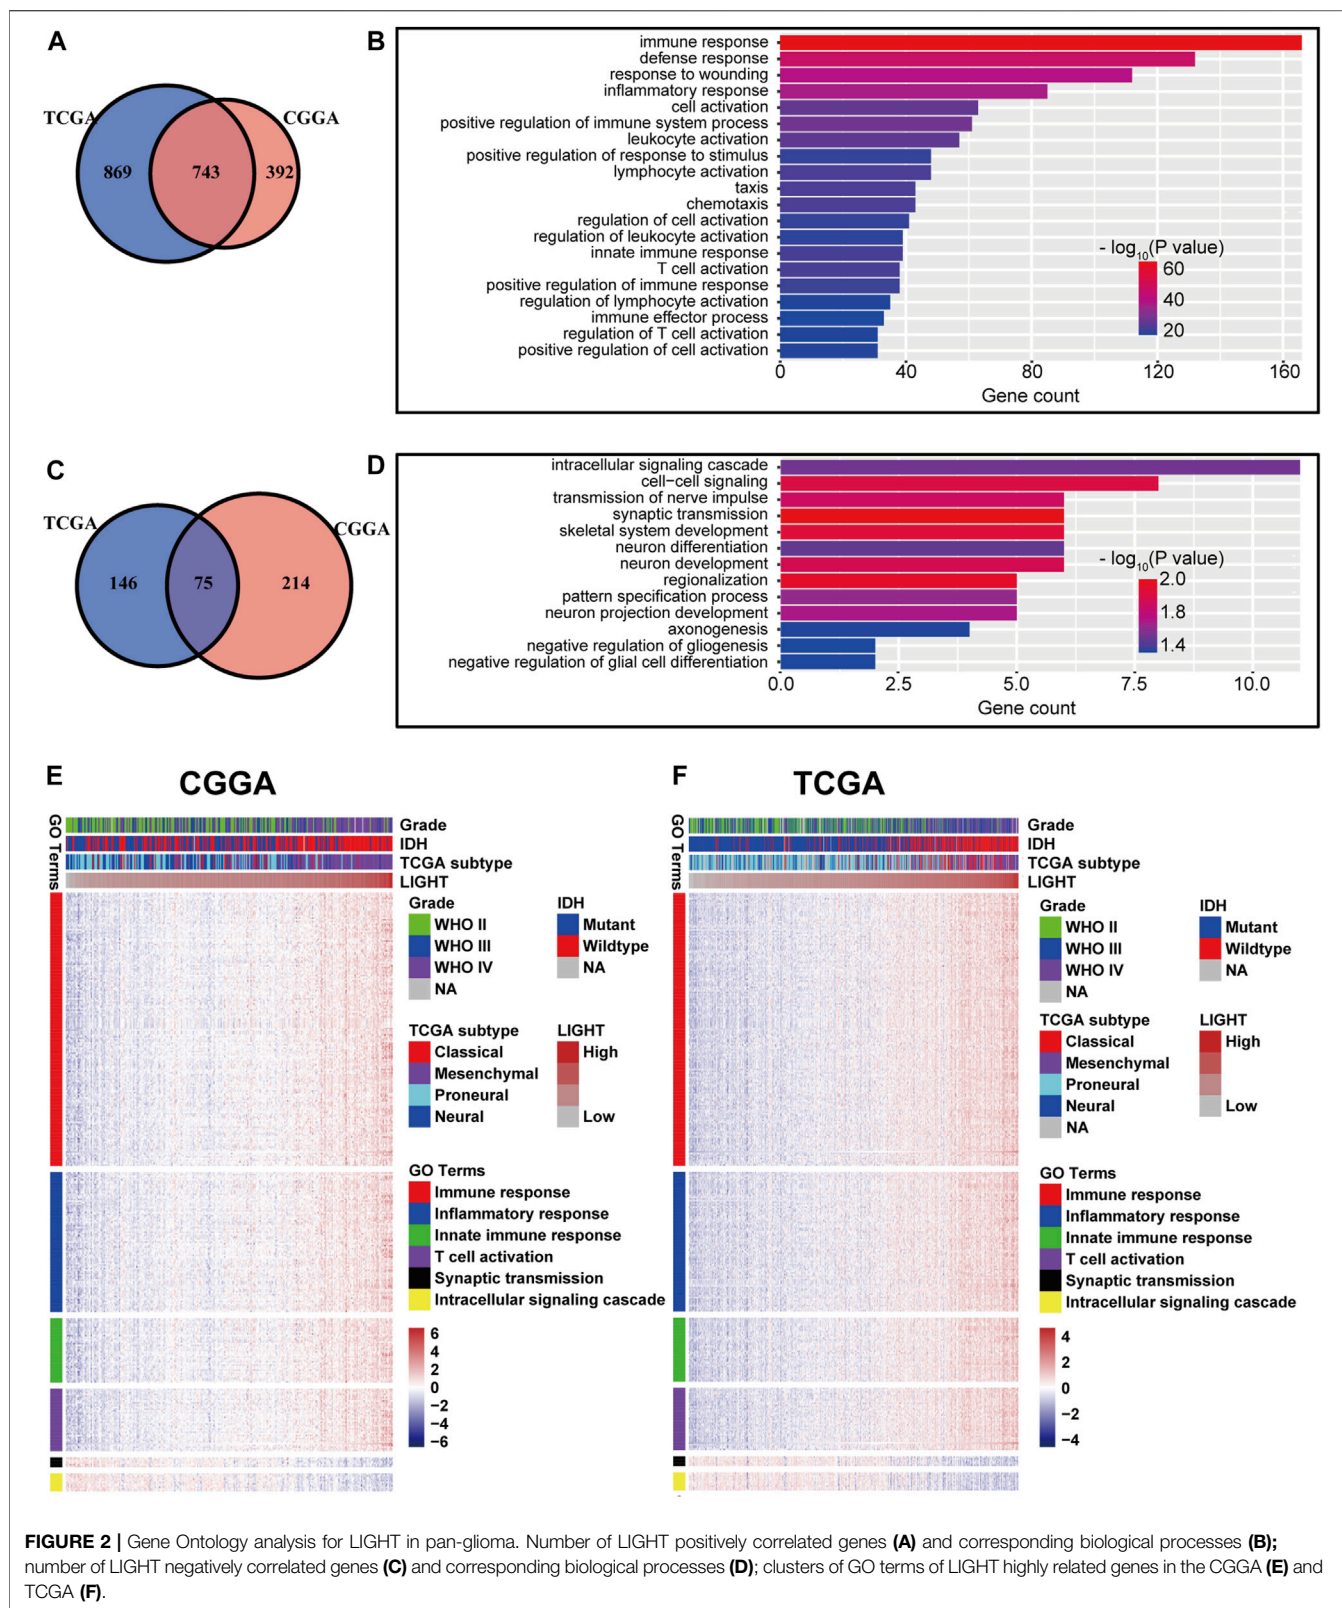 A
TCGA
CGGA
869
743
392
B
immune response
defense response
response to wounding
inflammatory response
cell activation
positive regulation of immune system process
leukocyte activation
positive regulation of response to stimulus
lymphocyte activation
taxis
chemotaxis
regulation of cell activation
regulation of leukocyte activation
innate immune response
T cell activation
positive regulation of immune response
regulation of lymphocyte activation
immune effector process
regulation of T cell activation
positive regulation of cell activation
- log10(P value)
60
40
20
0 40 80 120 160
Gene count
C
TCGA
CGGA
146
75
214
D
intracellular signaling cascade
cell−cell signaling
transmission of nerve impulse
synaptic transmission
skeletal system development
neuron differentiation
neuron development
regionalization
pattern specification process
neuron projection development
axonogenesis
negative regulation of gliogenesis
negative regulation of glial cell differentiation
- log10(P value)
2.0
1.8
1.4
0.0 2.5 5.0 7.5 10.0
Gene count
E
CGGA
GO Terms
Grade
IDH
TCGA subtype
LIGHT
Grade
WHO II
WHO III
WHO IV
NA
IDH
Mutant
Wildtype
NA
TCGA subtype
Classical
Mesenchymal
Proneural
Neural
LIGHT
High
Low
GO Terms
Immune response
Inflammatory response
Innate immune response
T cell activation
Synaptic transmission
Intracellular signaling cascade
6
4
2
0
−2
−4
−6
F
TCGA
GO Terms
Grade
IDH
TCGA subtype
LIGHT
Grade
WHO II
WHO III
WHO IV
NA
IDH
Mutant
Wildtype
NA
TCGA subtype
Classical
Mesenchymal
Proneural
Neural
NA
LIGHT
High
Low
GO Terms
Immune response
Inflammatory response
Innate immune response
T cell activation
Synaptic transmission
Intracellular signaling cascade
4
2
0
−2
−4
FIGURE 2 | Gene Ontology analysis for LIGHT in pan-glioma. Number of LIGHT positively correlated genes (A) and corresponding biological processes (B);
number of LIGHT negatively correlated genes (C) and corresponding biological processes (D); clusters of GO terms of LIGHT highly related genes in the CGGA (E) and
TCGA (F).